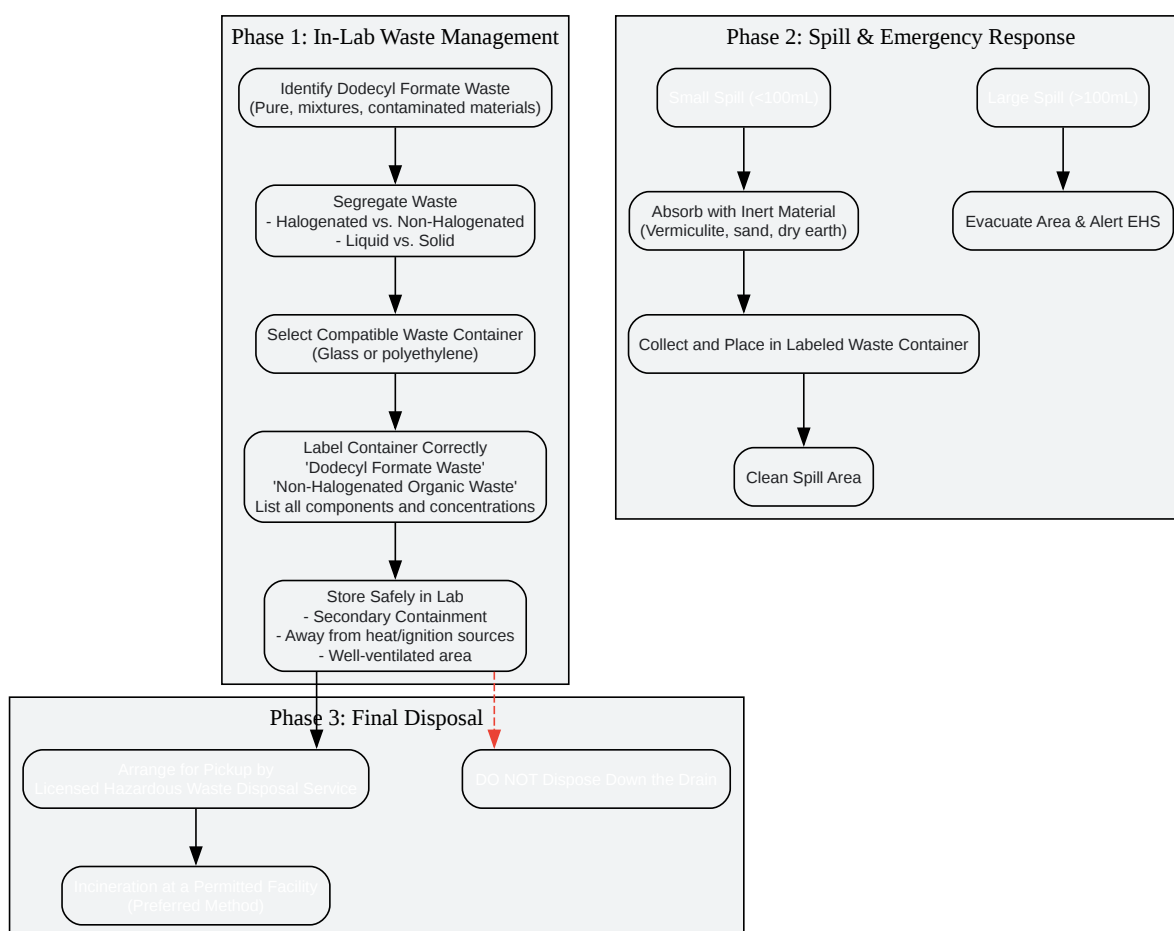 Phase 1: In-Lab Waste Management
Identify Dodecyl Formate Waste
(Pure, mixtures, contaminated materials)
Segregate Waste
- Halogenated vs. Non-Halogenated
- Liquid vs. Solid
Select Compatible Waste Container
(Glass or polyethylene)
Label Container Correctly
'Dodecyl Formate Waste'
'Non-Halogenated Organic Waste'
List all components and concentrations
Store Safely in Lab
- Secondary Containment
- Away from heat/ignition sources
- Well-ventilated area
Phase 2: Spill & Emergency Response
Small Spill (<100mL)
Large Spill (>100mL)
Absorb with Inert Material
(Vermiculite, sand, dry earth)
Evacuate Area & Alert EHS
Collect and Place in Labeled Waste Container
Clean Spill Area
Phase 3: Final Disposal
Arrange for Pickup by
Licensed Hazardous Waste Disposal Service
DO NOT Dispose Down the Drain
Incineration at a Permitted Facility
(Preferred Method)